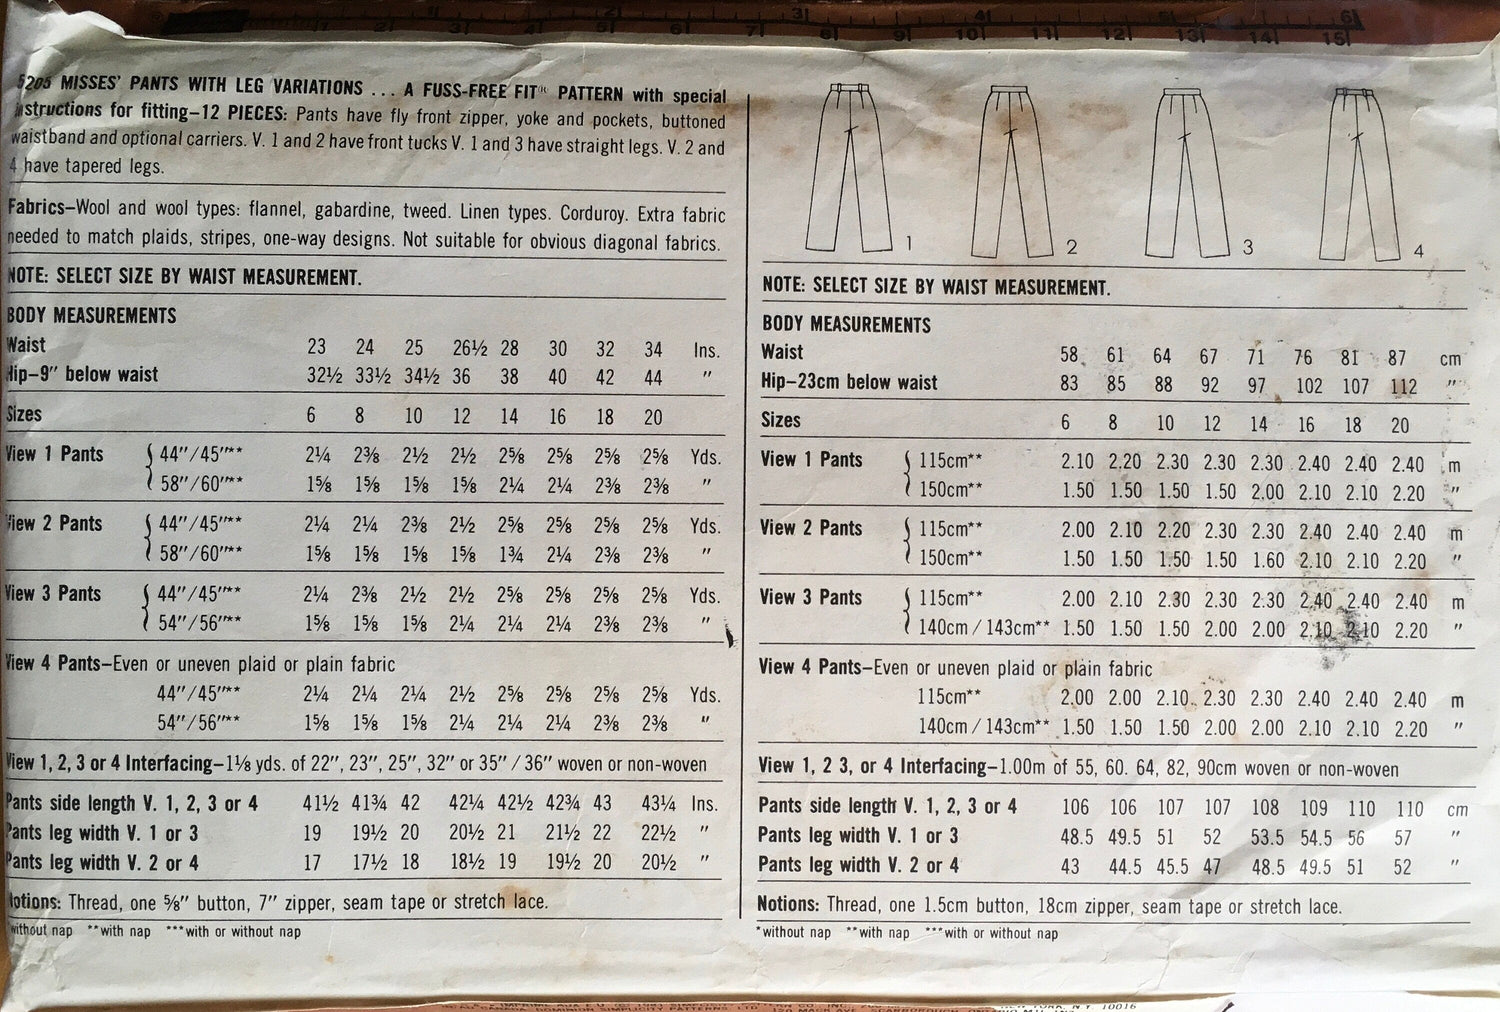 5205 MISSES' PANTS WITH LEG VARIATIONS ... A FUSS-FREE FIT PATTERN with special
instructions for fitting—12 PIECES: Pants have fly front zipper, yoke and pockets, buttoned
waistband and optional carriers. V. 1 and 2 have front tucks V. 1 and 3 have straight legs. V. 2 and
4 have tapered legs.
Fabrics—Wool and wool types: flannel, gabardine, tweed. Linen types. Corduroy. Extra fabric
needed to match plaids, stripes, one-way designs. Not suitable for obvious diagonal fabrics.
NOTE: SELECT SIZE BY WAIST MEASUREMENT.
BODY MEASUREMENTS
Waist 23 24 25 26½ 28 30 32 34 Ins.
Hip—9" below waist 32½ 33½ 34½ 36 38 40 42 44 "
Sizes 6 8 10 12 14 16 18 20
View 1 Pants 44"/45"** 2¼ 2⅜ 2½ 2½ 2⅝ 2⅝ 2⅝ 2⅝ Yds.
58"/60"** 1⅝ 1⅝ 1⅝ 1⅝ 2¼ 2¼ 2⅜ 2⅜ "
View 2 Pants 44"/45"** 2¼ 2¼ 2⅜ 2½ 2⅝ 2⅝ 2⅝ 2⅝ Yds.
58"/60"** 1⅝ 1⅝ 1⅝ 1⅝ 1¾ 2¼ 2⅜ 2⅜ "
View 3 Pants 44"/45"** 2¼ 2⅜ 2½ 2½ 2⅝ 2⅝ 2⅝ 2⅝ Yds.
54"/56"** 1⅝ 1⅝ 1⅝ 2¼ 2¼ 2¼ 2⅜ 2⅜ "
View 4 Pants—Even or uneven plaid or plain fabric
44"/45"** 2¼ 2¼ 2¼ 2½ 2⅝ 2⅝ 2⅝ 2⅝ Yds.
54"/56"** 1⅝ 1⅝ 1⅝ 2¼ 2¼ 2¼ 2⅜ 2⅜ "
View 1, 2, 3 or 4 Interfacing—1⅛ yds. of 22", 23", 25", 32" or 35" / 36" woven or non-woven
Pants side length V. 1, 2, 3 or 4 41½ 41¾ 42 42¼ 42½ 42¾ 43 43¼ Ins.
Pants leg width V. 1 or 3 19 19½ 20 20½ 21 21½ 22 22½ "
Pants leg width V. 2 or 4 17 17½ 18 18½ 19 19½ 20 20½ "
Notions: Thread, one ⅝" button, 7" zipper, seam tape or stretch lace.
*without nap **with nap ***with or without nap
1 2 3 4
NOTE: SELECT SIZE BY WAIST MEASUREMENT.
BODY MEASUREMENTS
Waist 58 61 64 67 71 76 81 87 cm
Hip—23cm below waist 83 85 88 92 97 102 107 112 "
Sizes 6 8 10 12 14 16 18 20
View 1 Pants 115cm** 2.10 2.20 2.30 2.30 2.30 2.40 2.40 2.40 m
150cm** 1.50 1.50 1.50 1.50 2.00 2.10 2.10 2.20 "
View 2 Pants 115cm** 2.00 2.10 2.20 2.30 2.30 2.40 2.40 2.40 m
150cm** 1.50 1.50 1.50 1.50 1.60 2.10 2.10 2.20 "
View 3 Pants 115cm** 2.00 2.10 2.30 2.30 2.30 2.40 2.40 2.40 m
140cm / 143cm** 1.50 1.50 1.50 2.00 2.00 2.10 2.10 2.20 "
View 4 Pants—Even or uneven plaid or plain fabric
115cm** 2.00 2.00 2.10 2.30 2.30 2.40 2.40 2.40 m
140cm / 143cm** 1.50 1.50 1.50 2.00 2.00 2.10 2.10 2.20 "
View 1, 2 3, or 4 Interfacing—1.00m of 55, 60. 64, 82, 90cm woven or non-woven
Pants side length V. 1, 2, 3 or 4 106 106 107 107 108 109 110 110 cm
Pants leg width V. 1 or 3 48.5 49.5 51 52 53.5 54.5 56 57 "
Pants leg width V. 2 or 4 43 44.5 45.5 47 48.5 49.5 51 52 "
Notions: Thread, one 1.5cm button, 18cm zipper, seam tape or stretch lace.
*without nap **with nap ***with or without nap